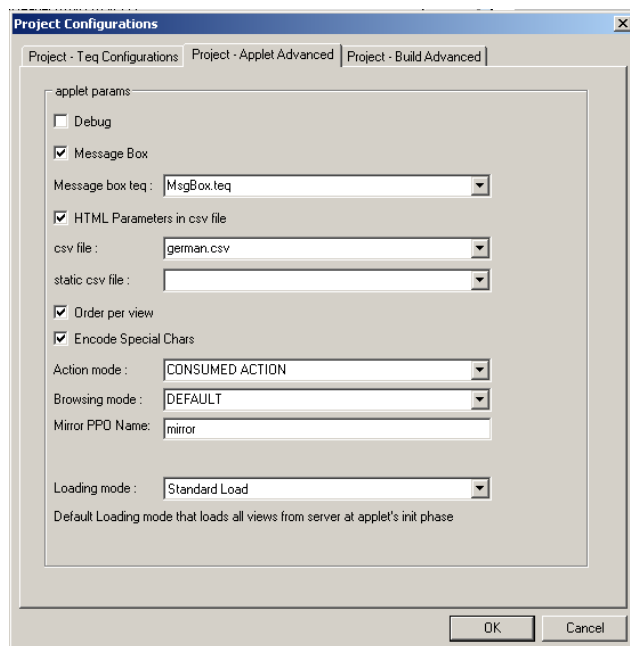 Project Configurations
Project - Teq Configurations Project - Applet Advanced Project - Build Advanced
applet params
Debug
Message Box
Message box teq : MsgBox.teq
HTML Parameters in csv file
csv file : german.csv
static csv file :
Order per view
Encode Special Chars
Action mode : CONSUMED ACTION
Browsing mode : DEFAULT
Mirror PPO Name: mirror
Loading mode : Standard Load
Default Loading mode that loads all views from server at applet's init phase
OK Cancel